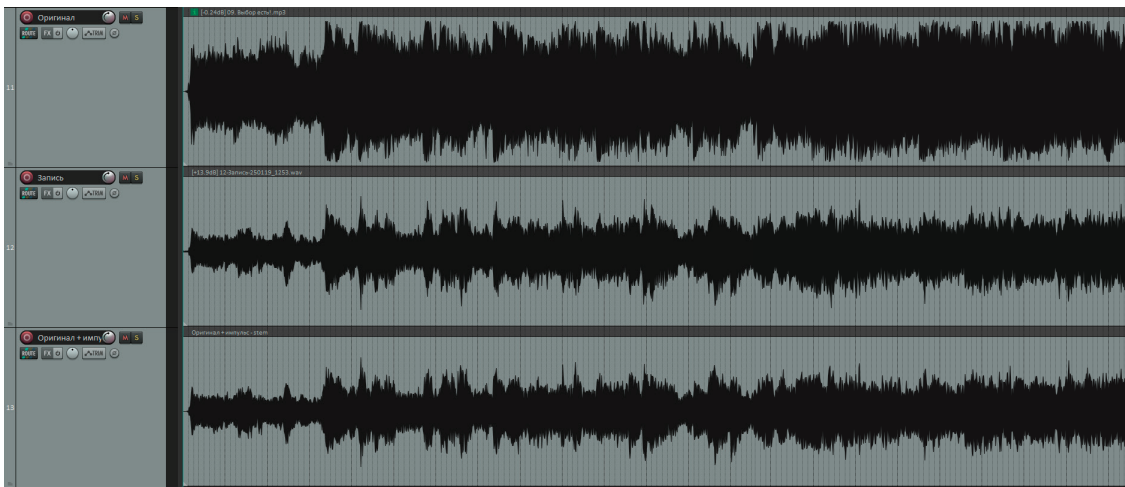 Оригинал
M S
ROUTE FX TRIM
11
[-0.24dB] 09. Выбор есть!.mp3
Запись
M S
ROUTE FX TRIM
12
[+13.9dB] 12-Запись-250119_1253.wav
Оригинал + импу
M S
ROUTE FX TRIM
13
Оригинал + импульс - stem